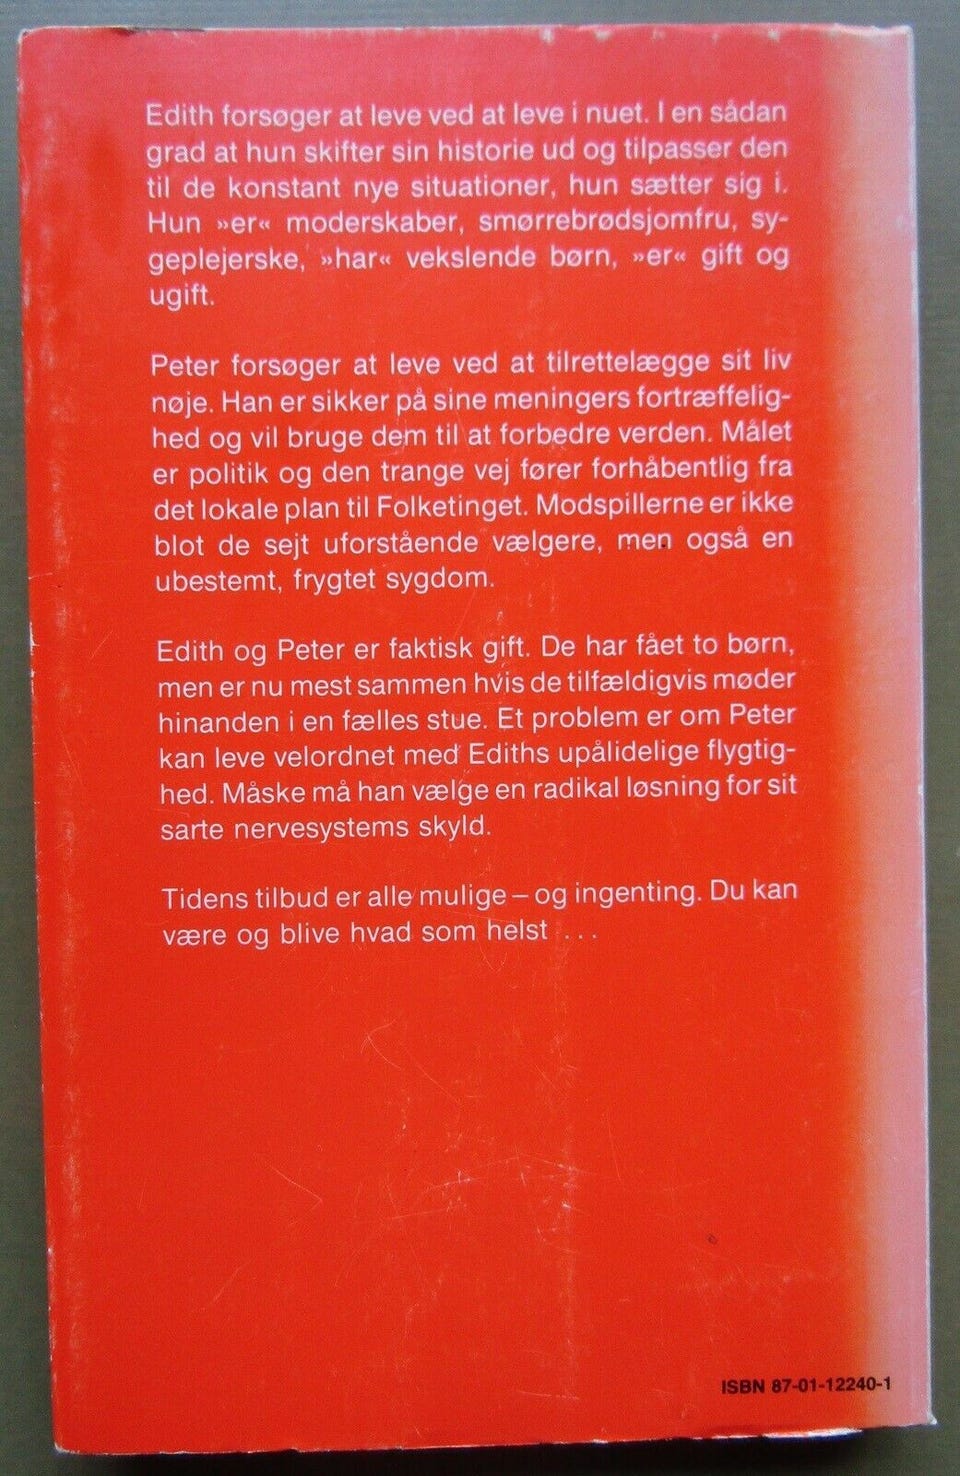 Edith forsøger at leve ved at leve i nuet. I en sådan
grad at hun skifter sin historie ud og tilpasser den
til de konstant nye situationer, hun sætter sig i.
Hun »er« moderskaber, smørrebrødsjomfru, sy-
geplejerske, »har« vekslende børn, »er« gift og
ugift.
Peter forsøger at leve ved at tilrettelægge sit liv
nøje. Han er sikker på sine meningers fortræffelig-
hed og vil bruge dem til at forbedre verden. Målet
er politik og den trange vej fører forhåbentlig fra
det lokale plan til Folketinget. Modspillerne er ikke
blot de sejt uforstående vælgere, men også en
ubestemt, frygtet sygdom.
Edith og Peter er faktisk gift. De har fået to børn,
men er nu mest sammen hvis de tilfældigvis møder
hinanden i en fælles stue. Et problem er om Peter
kan leve velordnet med Ediths upålidelige flygtig-
hed. Måske må han vælge en radikal løsning for sit
sarte nervesystems skyld.
Tidens tilbud er alle mulige – og ingenting. Du kan
være og blive hvad som helst ...
ISBN 87-01-12240-1